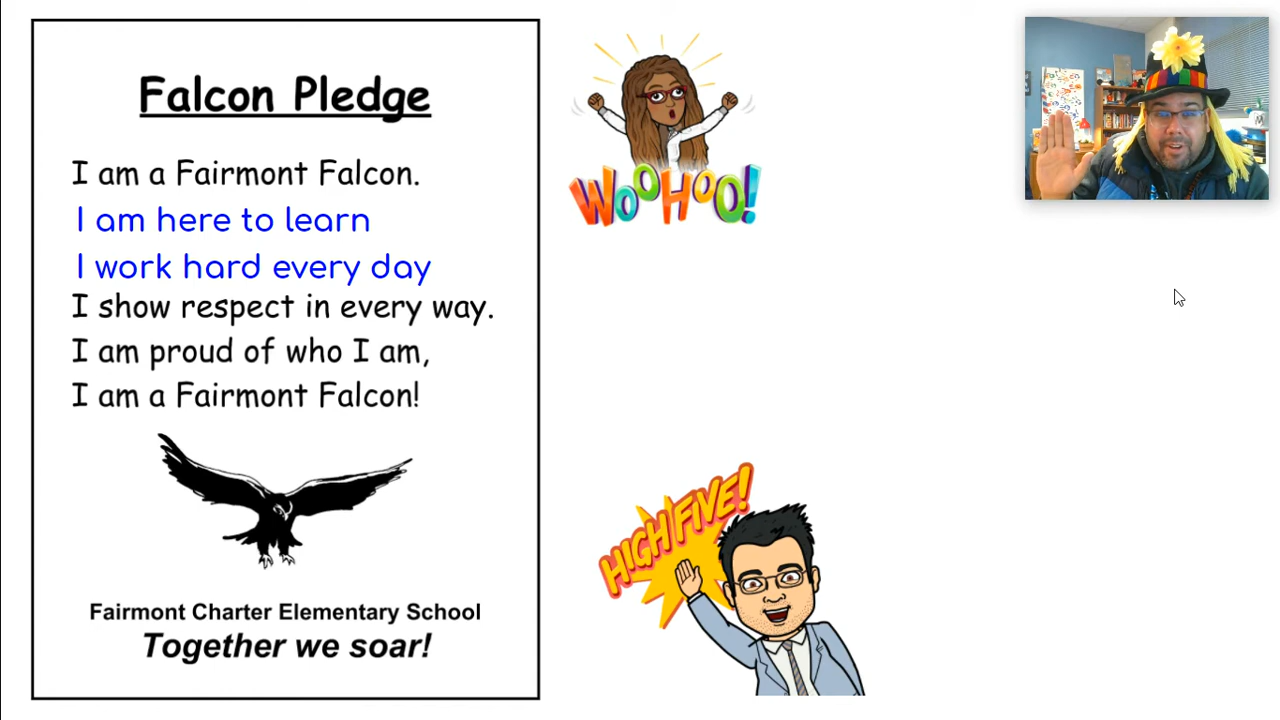 Falcon Pledge
I am a Fairmont Falcon.
I am here to learn
I work hard every day
I show respect in every way.
I am proud of who I am,
I am a Fairmont Falcon!
Fairmont Charter Elementary School
Together we soar!
WOOHOO!
HIGH FIVE!